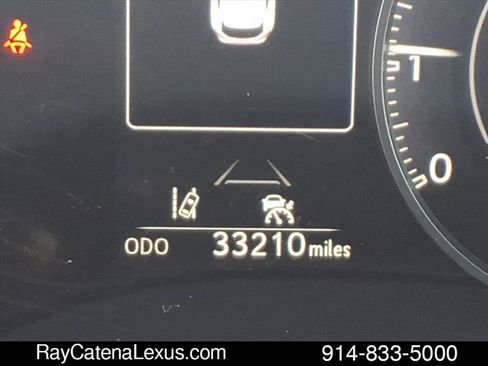 1
0
ODO 33210 miles
RayCatenaLexus.com 914-833-5000